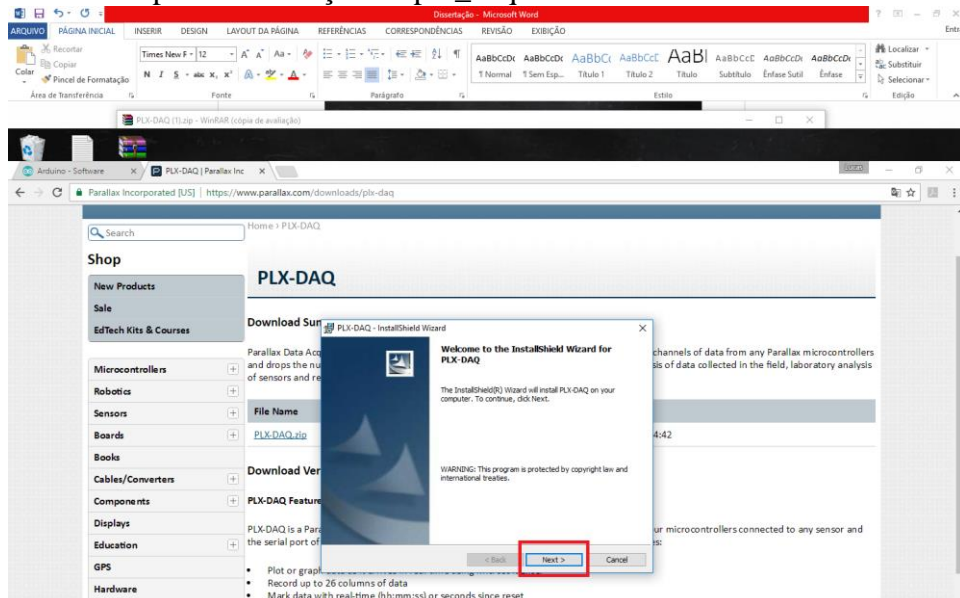 Dissertação - Microsoft Word
ARQUIVO PÁGINA INICIAL INSERIR DESIGN LAYOUT DA PÁGINA REFERÊNCIAS CORRESPONDÊNCIAS REVISÃO EXIBIÇÃO Entr
Colar
Recortar
Copiar
Pincel de Formatação
Times New F 12
N I S abc x, x²
AaBbCcDc AaBbCcDc AaBbC( AaBbCcC AaBl AaBbCcC AaBbCcDc AaBbCcDc
¶ Normal ¶ Sem Esp... Título 1 Título 2 Título Subtítulo Ênfase Sutil Ênfase
Localizar
Substituir
Selecionar
Área de Transferência Fonte Parágrafo Estilo Edição
PLX-DAQ (1).zip - WinRAR (cópia de avaliação)
Arduino - Software PLX-DAQ | Parallax Inc
Parallax Incorporated [US] | https://www.parallax.com/downloads/plx-daq
Search
Home › PLX-DAQ
Shop
New Products
Sale
EdTech Kits & Courses
Microcontrollers
Robotics
Sensors
Boards
Books
Cables/Converters
Components
Displays
Education
GPS
Hardware
PLX-DAQ
Download Sur
Parallax Data Acq channels of data from any Parallax microcontrollers
and drops the nu sis of data collected in the field, laboratory analysis
of sensors and re
File Name
PLX-DAQ.zip 4:42
Download Ver
PLX-DAQ Feature
PLX-DAQ is a Para ur microcontrollers connected to any sensor and
the serial port of es:
• Plot or graph
• Record up to 26 columns of data
• Mark data with real-time (hh:mm:ss) or seconds since reset
PLX-DAQ - InstallShield Wizard
Welcome to the InstallShield Wizard for
PLX-DAQ
The InstallShield(R) Wizard will install PLX-DAQ on your
computer. To continue, click Next.
WARNING: This program is protected by copyright law and
international treaties.
< Back Next > Cancel